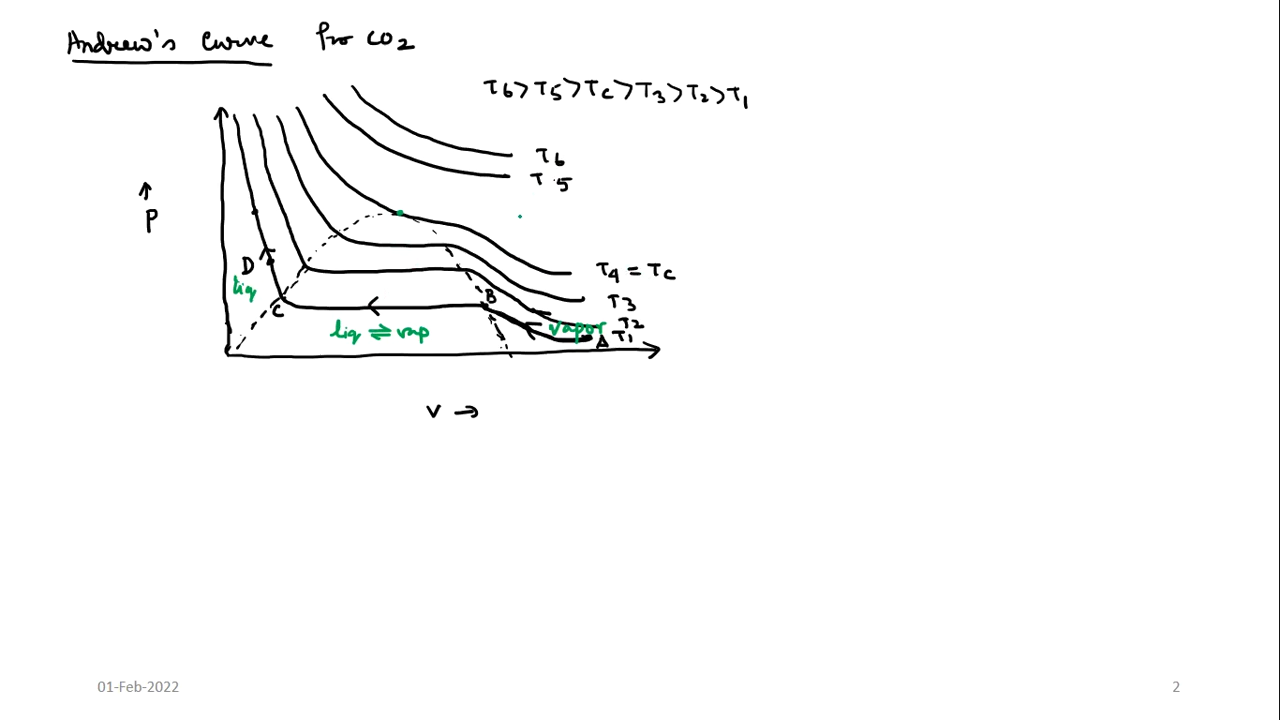 Andrew's Curve for CO2
T6 > T5 > Tc > T3 > T2 > T1
T6
T5
↑
P
T4 = Tc
D
liq
B
T3
C
liq ⇌ vap
vapor T2
A T1
V →
01-Feb-2022
2